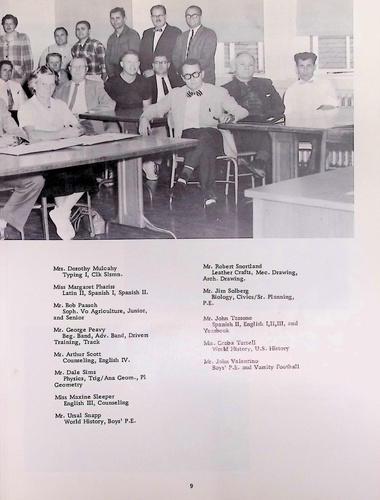 Mrs. Dorothy Mulcahy
Typing I, Clk Slsmn.
Miss Margaret Phariss
Latin II, Spanish I, Spanish II.
Mr. Bob Paasch
Soph. Vo Agriculture, Junior,
and Senior
Mr. George Peavy
Beg. Band, Adv. Band, Driven
Training, Track
Mr. Arthur Scott
Counseling, English IV.
Mr. Dale Sims
Physics, Trig/Ana Geom., Pl
Geometry
Miss Maxine Sleeper
English III, Counseling
Mr. Unal Snapp
World History, Boys' P.E.
Mr. Robert Snortland
Leather Crafts, Mec. Drawing,
Arch. Drawing.
Mr. Jim Solberg
Biology, Civics/Sr. Planning,
P.E.
Mr. John
Spanish II, English I,II,III, and
Yearbook
World History, U.S. History
Mr. John Valentino
Boys' P.E. and Varsity Football
9